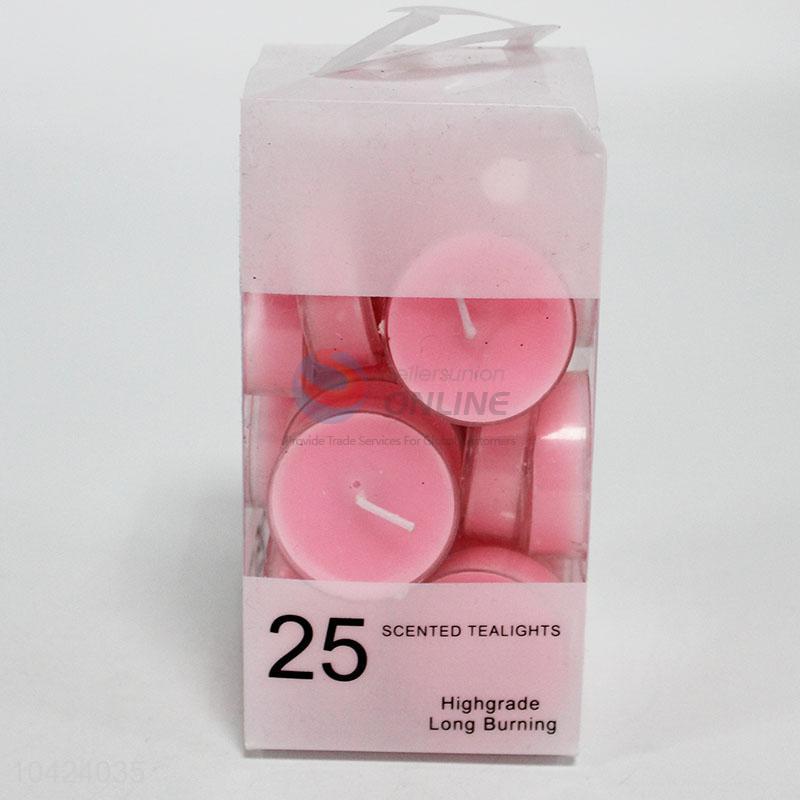 Sellersunion
ONLINE
Provide Trade Services For Global Customers
25 SCENTED TEALIGHTS
Highgrade
Long Burning
10424035